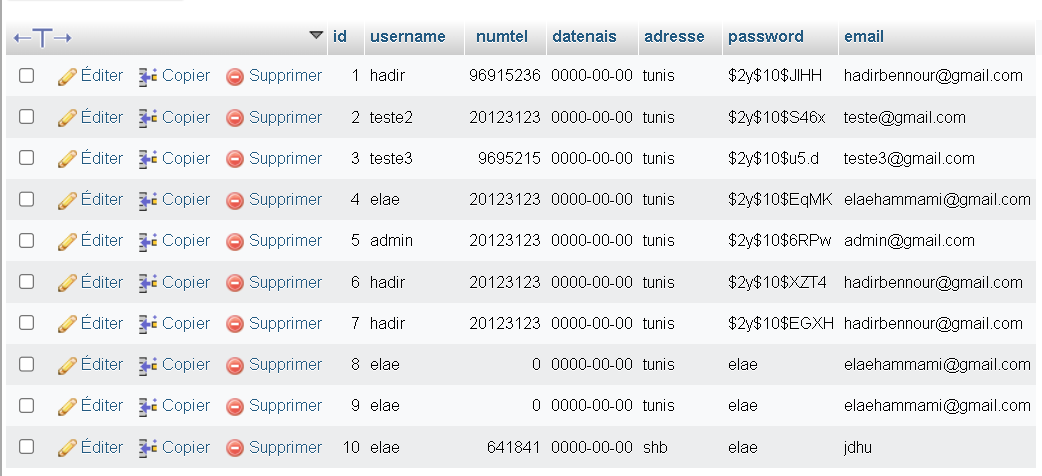 ←T→ id username numtel datenais adresse password email
Éditer Copier Supprimer 1 hadir 96915236 0000-00-00 tunis $2y$10$JIHH hadirbennour@gmail.com
Éditer Copier Supprimer 2 teste2 20123123 0000-00-00 tunis $2y$10$S46x teste@gmail.com
Éditer Copier Supprimer 3 teste3 9695215 0000-00-00 tunis $2y$10$u5.d teste3@gmail.com
Éditer Copier Supprimer 4 elae 20123123 0000-00-00 tunis $2y$10$EqMK elaehammami@gmail.com
Éditer Copier Supprimer 5 admin 20123123 0000-00-00 tunis $2y$10$6RPw admin@gmail.com
Éditer Copier Supprimer 6 hadir 20123123 0000-00-00 tunis $2y$10$XZT4 hadirbennour@gmail.com
Éditer Copier Supprimer 7 hadir 20123123 0000-00-00 tunis $2y$10$EGXH hadirbennour@gmail.com
Éditer Copier Supprimer 8 elae 0 0000-00-00 tunis elae elaehammami@gmail.com
Éditer Copier Supprimer 9 elae 0 0000-00-00 tunis elae elaehammami@gmail.com
Éditer Copier Supprimer 10 elae 641841 0000-00-00 shb elae jdhu